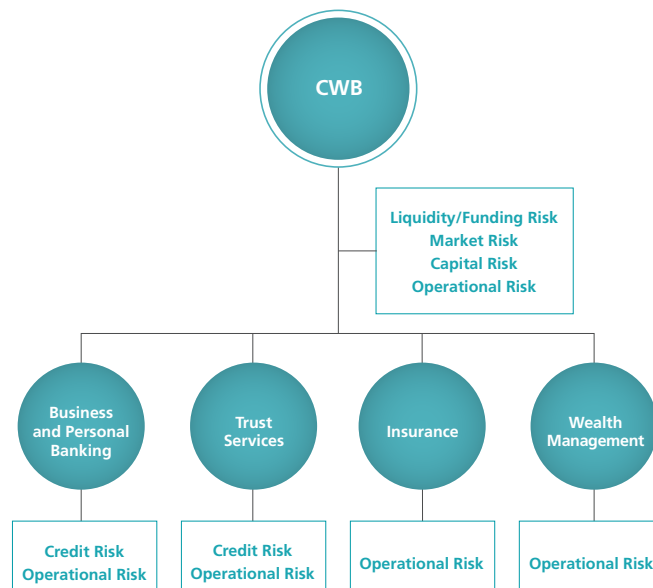 CWB
Liquidity/Funding Risk
Market Risk
Capital Risk
Operational Risk
Business
and Personal
Banking
Trust
Services
Insurance
Wealth
Management
Credit Risk
Operational Risk
Credit Risk
Operational Risk
Operational Risk
Operational Risk